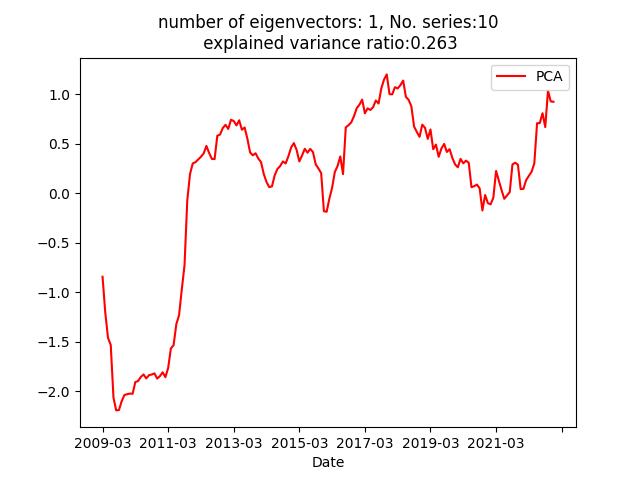 number of eigenvectors: 1, No. series:10
explained variance ratio:0.263
PCA
1.0
0.5
0.0
−0.5
−1.0
−1.5
−2.0
2009-03 2011-03 2013-03 2015-03 2017-03 2019-03 2021-03
Date